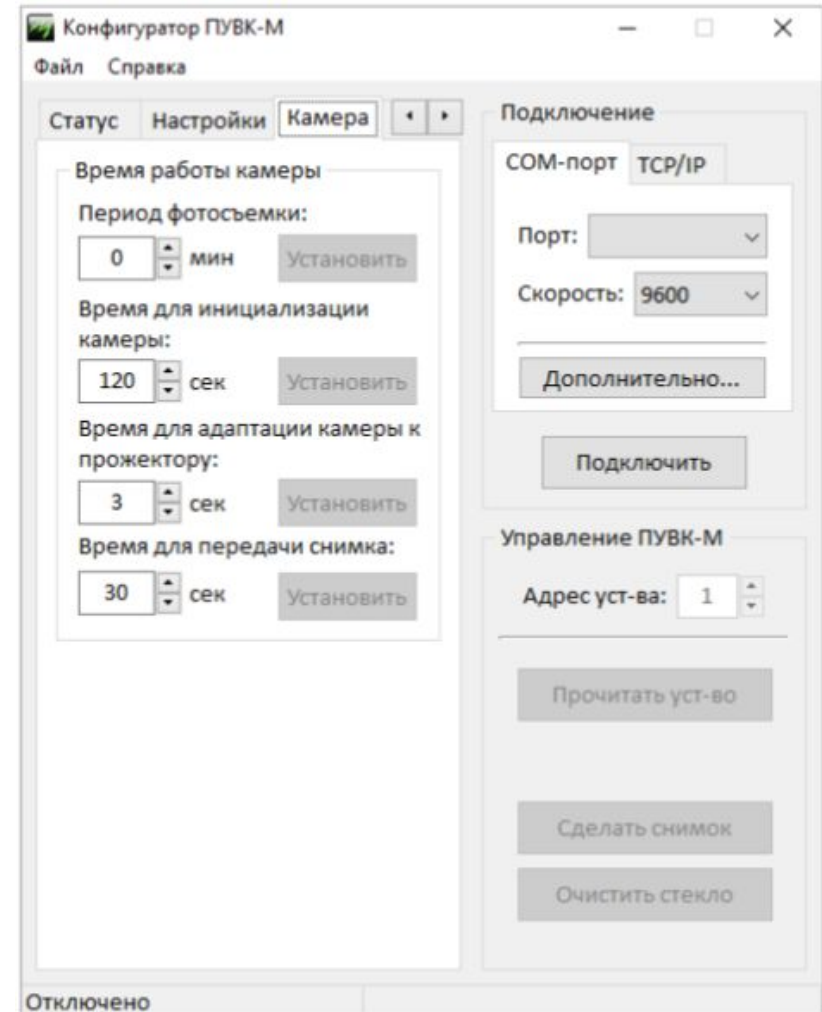 Конфигуратор ПУВК-М
Файл Справка
Статус Настройки Камера
Время работы камеры
Период фотосъемки:
0 мин Установить
Время для инициализации
камеры:
120 сек Установить
Время для адаптации камеры к
прожектору:
3 сек Установить
Время для передачи снимка:
30 сек Установить
Подключение
COM-порт TCP/IP
Порт:
Скорость: 9600
Дополнительно...
Подключить
Управление ПУВК-М
Адрес уст-ва: 1
Прочитать уст-во
Сделать снимок
Очистить стекло
Отключено